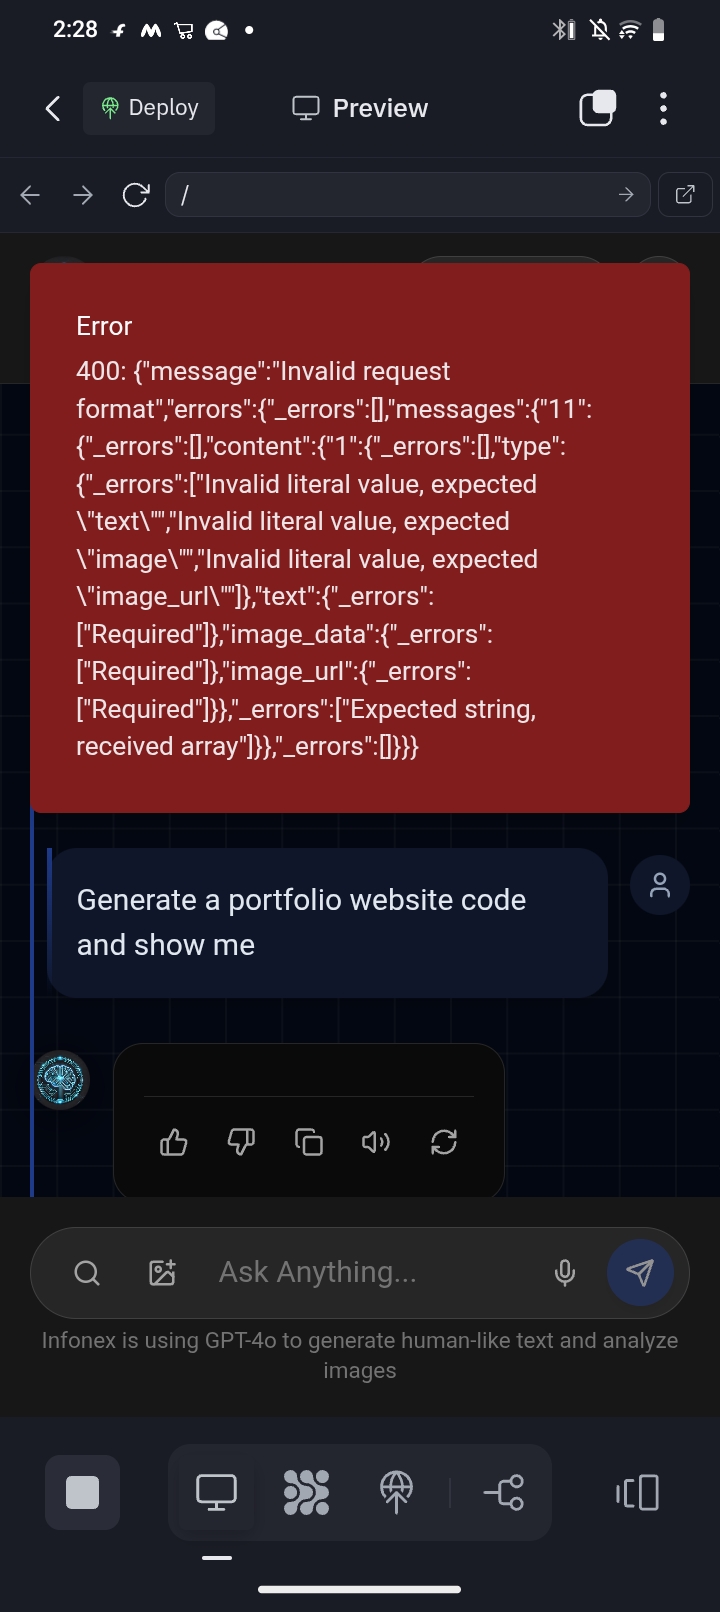 2:28
Deploy
Preview
/
Error
400: {"message":"Invalid request
format","errors":{"_errors":[],"messages":{"11":
{"_errors":[],"content":{"1":{"_errors":[],"type":
{"_errors":["Invalid literal value, expected
\"text\"","Invalid literal value, expected
\"image\"","Invalid literal value, expected
\"image_url\""]},"text":{"_errors":
["Required"]},"image_data":{"_errors":
["Required"]},"image_url":{"_errors":
["Required"]}},"_errors":["Expected string,
received array"]}},"_errors":[]}}}
Generate a portfolio website code
and show me
Ask Anything...
Infonex is using GPT-4o to generate human-like text and analyze
images